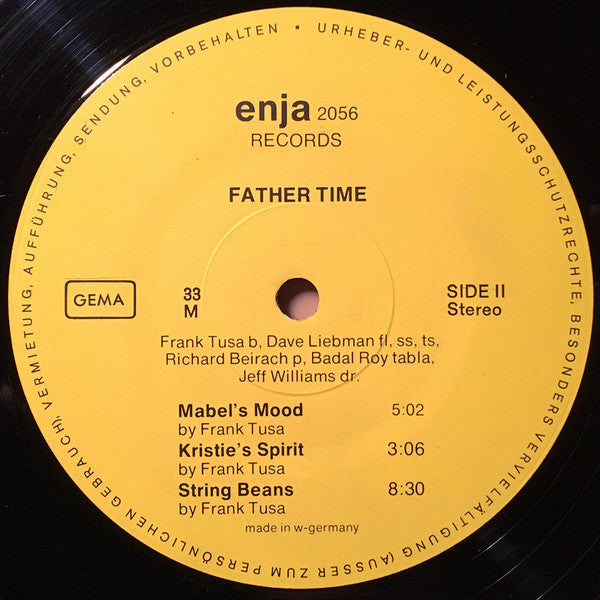 URHEBER- UND LEISTUNGSSCHUTZRECHTE, BESONDERS VERVIELFÄLTIGUNG (AUSSER ZUM PERSÖNLICHEN GEBRAUCH), VERMIETUNG, AUFFÜHRUNG, SENDUNG, VORBEHALTEN •
enja 2056
RECORDS
FATHER TIME
GEMA
33
M
SIDE II
Stereo
Frank Tusa b, Dave Liebman fl, ss, ts,
Richard Beirach p, Badal Roy tabla,
Jeff Williams dr.
Mabel's Mood 5:02
by Frank Tusa
Kristie's Spirit 3:06
by Frank Tusa
String Beans 8:30
by Frank Tusa
made in w-germany